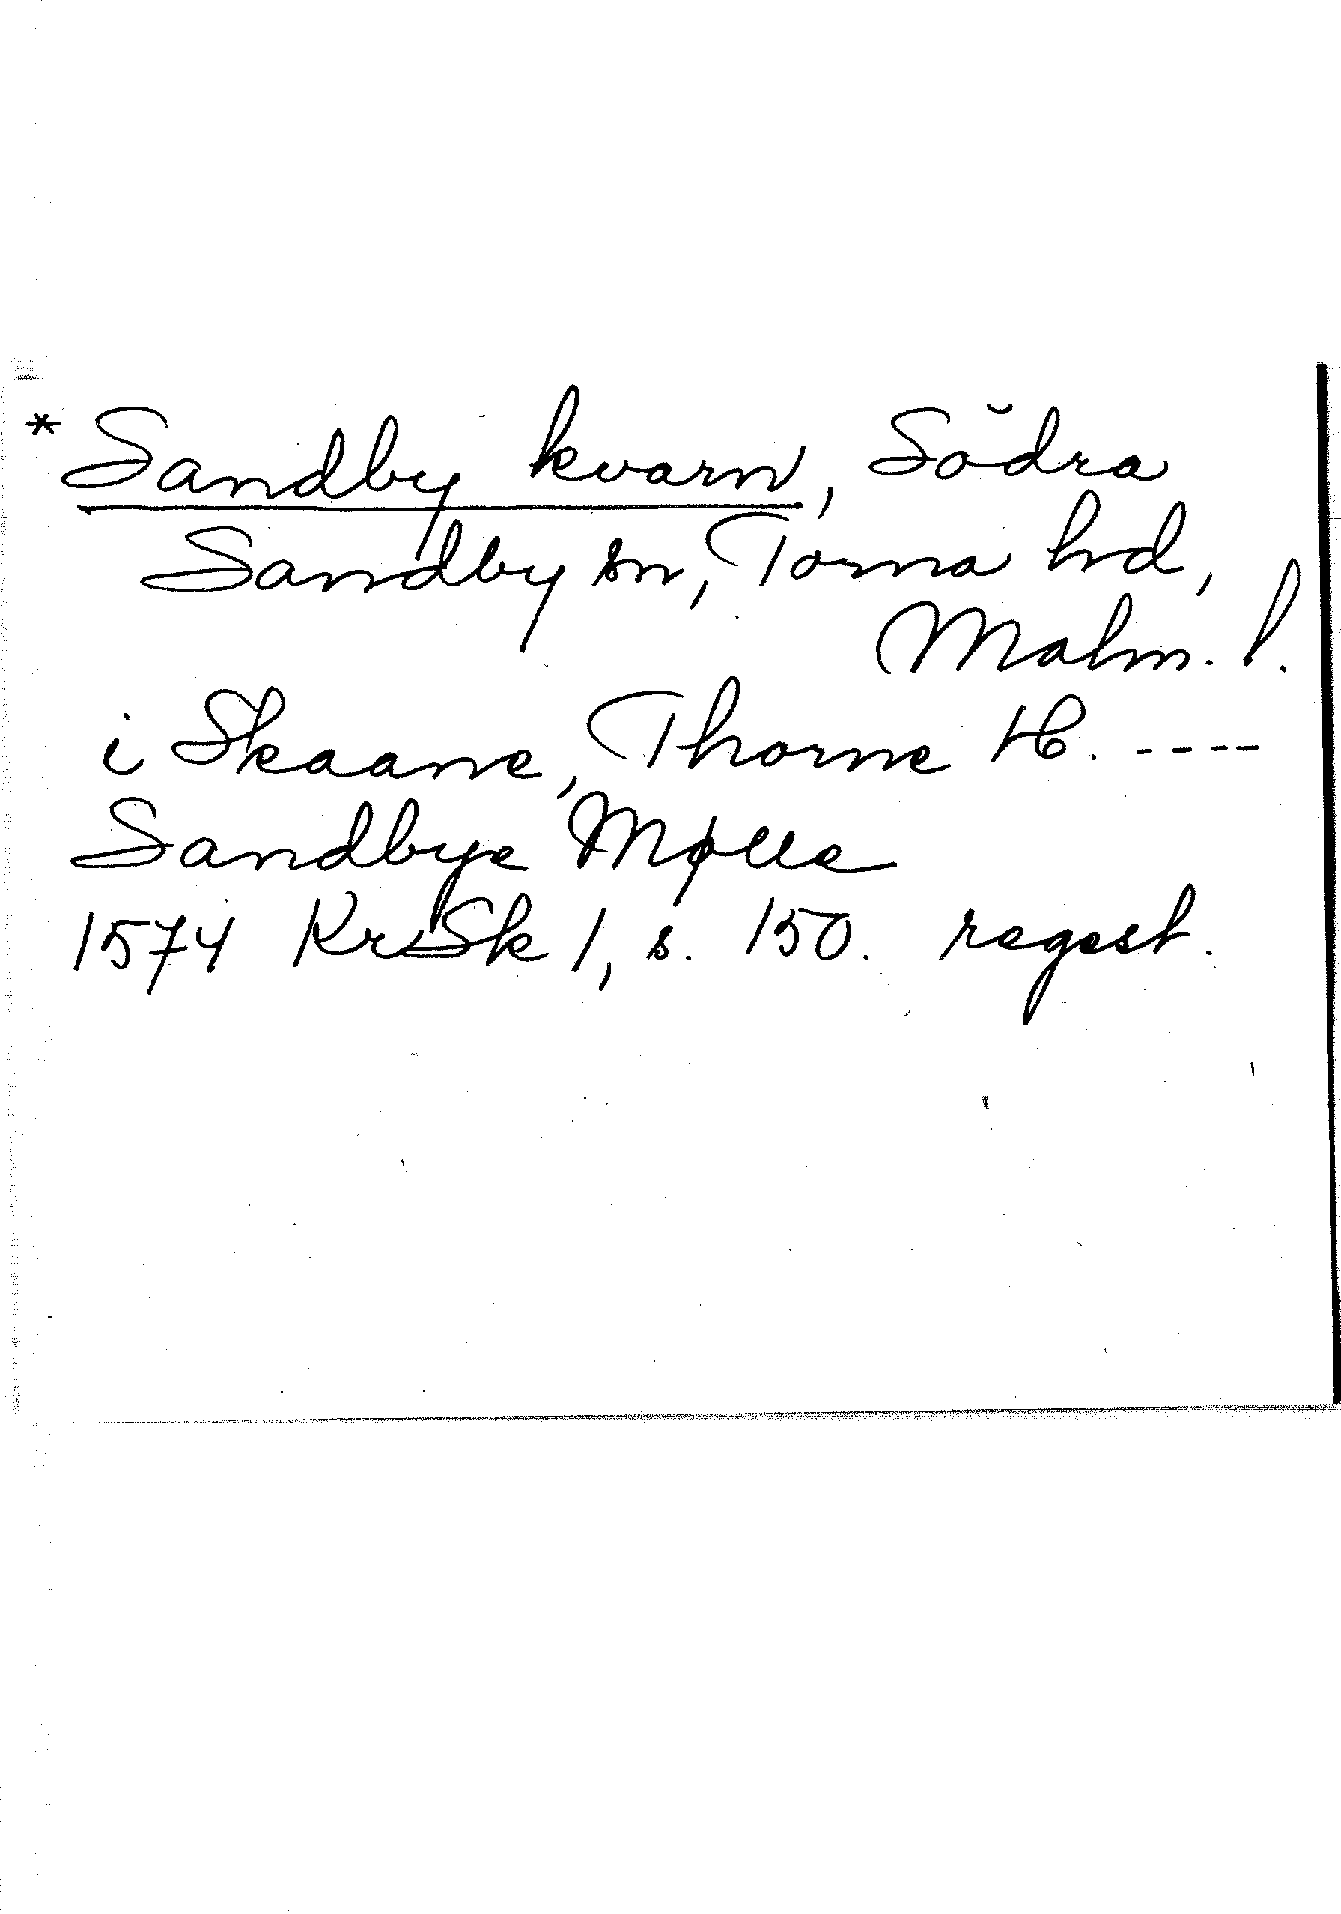 * Sandby kvarn, Södra
Sandby sn, Torna hd,
Malm. l.
i Skaane, Thorne H. ----
Sandbye Mølle
1574 KrSk 1, s. 150. regest.